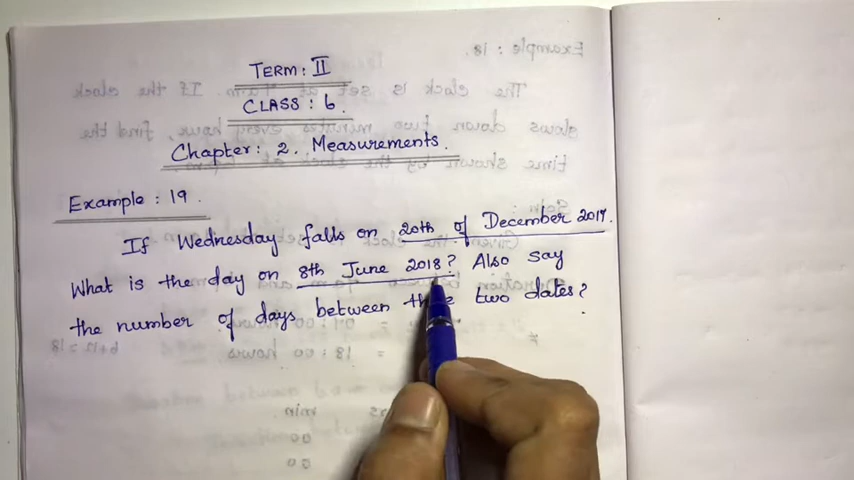 TERM: II
CLASS : 6.
Chapter: 2. Measurements.
Example : 19.
If Wednesday falls on 20th of December 2017.
What is the day on 8th June 2018? Also say
the number of days between the two dates?